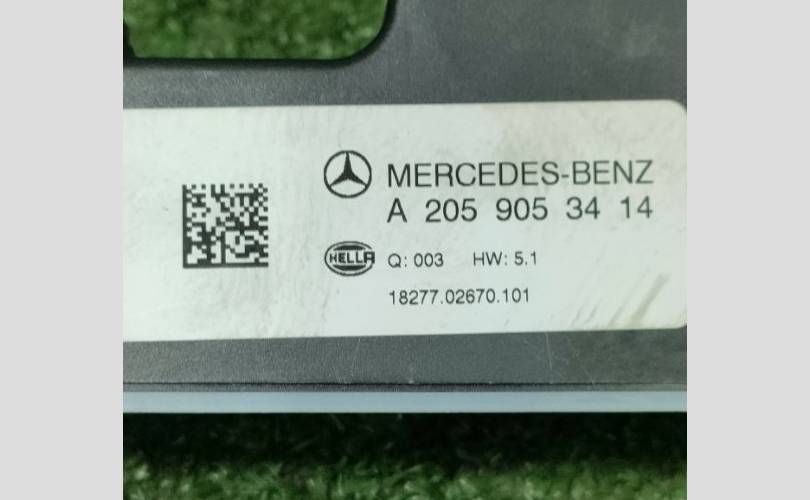 MERCEDES-BENZ
A 205 905 34 14
HELLA Q: 003 HW: 5.1
18277.02670.101